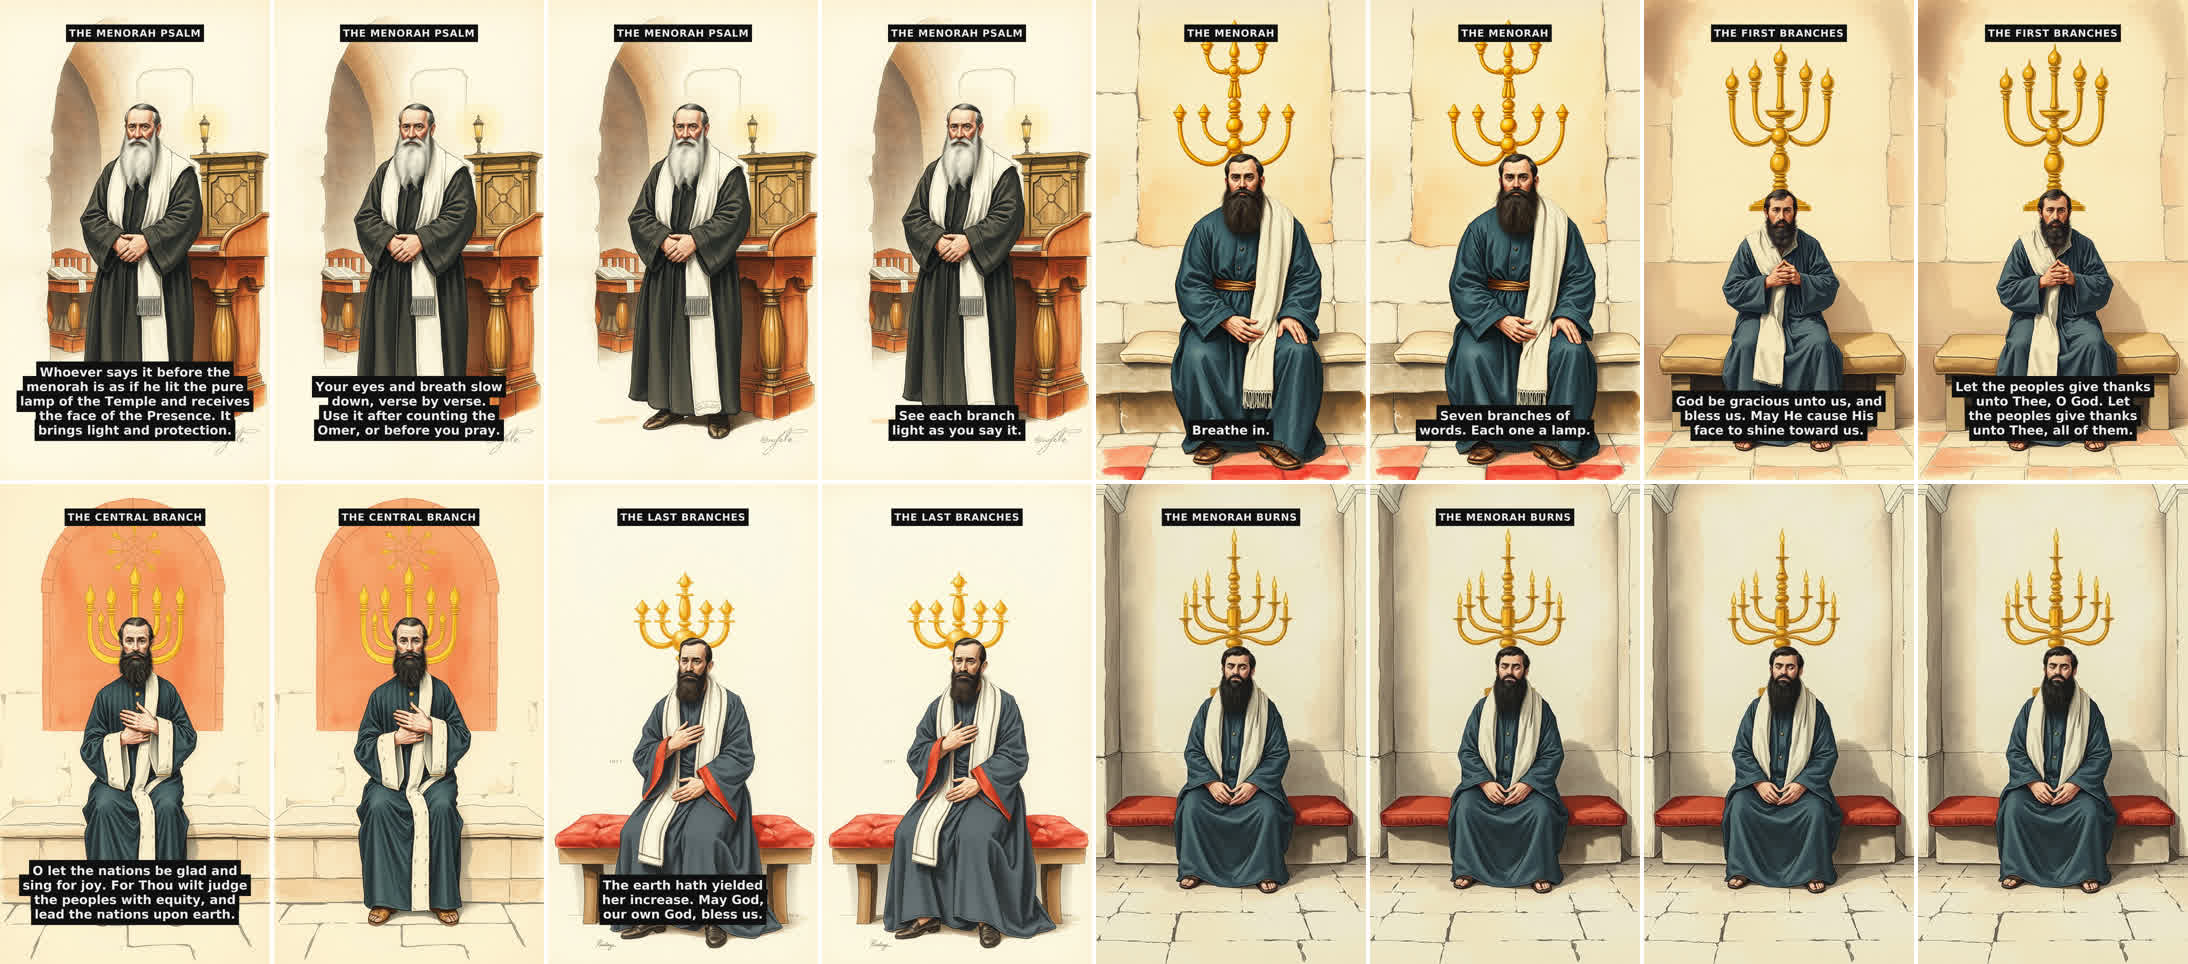 THE MENORAH PSALM
Whoever says it before the
menorah is as if he lit the pure
lamp of the Temple and receives
the face of the Presence. It
brings light and protection.
THE MENORAH PSALM
Your eyes and breath slow
down, verse by verse.
Use it after counting the
Omer, or before you pray.
THE MENORAH PSALM
THE MENORAH PSALM
See each branch
light as you say it.
THE MENORAH
Breathe in.
THE MENORAH
Seven branches of
words. Each one a lamp.
THE FIRST BRANCHES
God be gracious unto us, and
bless us. May He cause His
face to shine toward us.
THE FIRST BRANCHES
Let the peoples give thanks
unto Thee, O God. Let
the peoples give thanks
unto Thee, all of them.
THE CENTRAL BRANCH
O let the nations be glad and
sing for joy. For Thou wilt judge
the peoples with equity, and
lead the nations upon earth.
THE CENTRAL BRANCH
THE LAST BRANCHES
The earth hath yielded
her increase. May God,
our own God, bless us.
THE LAST BRANCHES
THE MENORAH BURNS
THE MENORAH BURNS